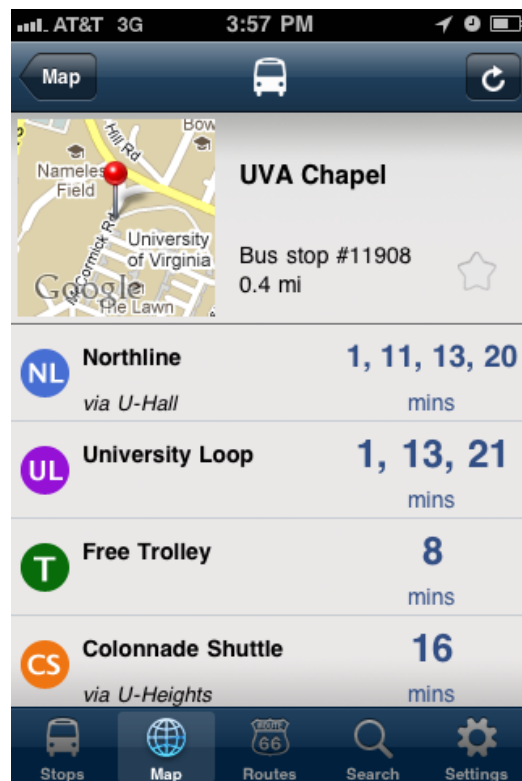 AT&T 3G 3:57 PM
Map
UVA Chapel
Bus stop #11908
0.4 mi
Hill Rd
Bow
Nameles
Field
McCormick Rd
University
of Virginia
Google
The Lawn
NL Northline 1, 11, 13, 20
via U-Hall mins
UL University Loop 1, 13, 21
mins
T Free Trolley 8
mins
CS Colonnade Shuttle 16
via U-Heights mins
ROUTE
66
Stops Map Routes Search Settings